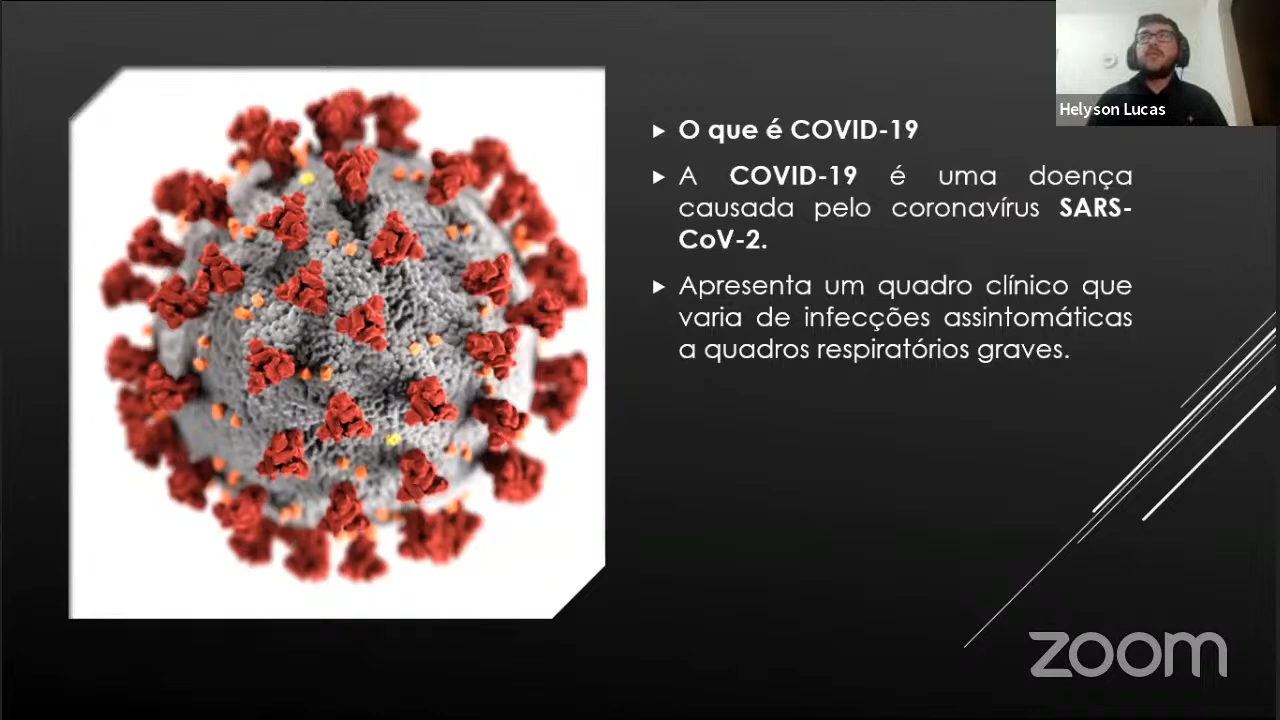 Helyson Lucas
O que é COVID-19
A COVID-19 é uma doença
causada pelo coronavírus SARS-
CoV-2.
Apresenta um quadro clínico que
varia de infecções assintomáticas
a quadros respiratórios graves.
zoom